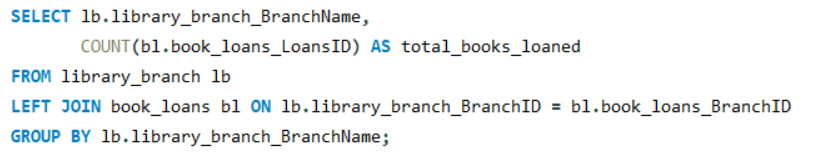 SELECT lb.library_branch_BranchName,
       COUNT(bl.book_loans_LoansID) AS total_books_loaned
FROM library_branch lb
LEFT JOIN book_loans bl ON lb.library_branch_BranchID = bl.book_loans_BranchID
GROUP BY lb.library_branch_BranchName;